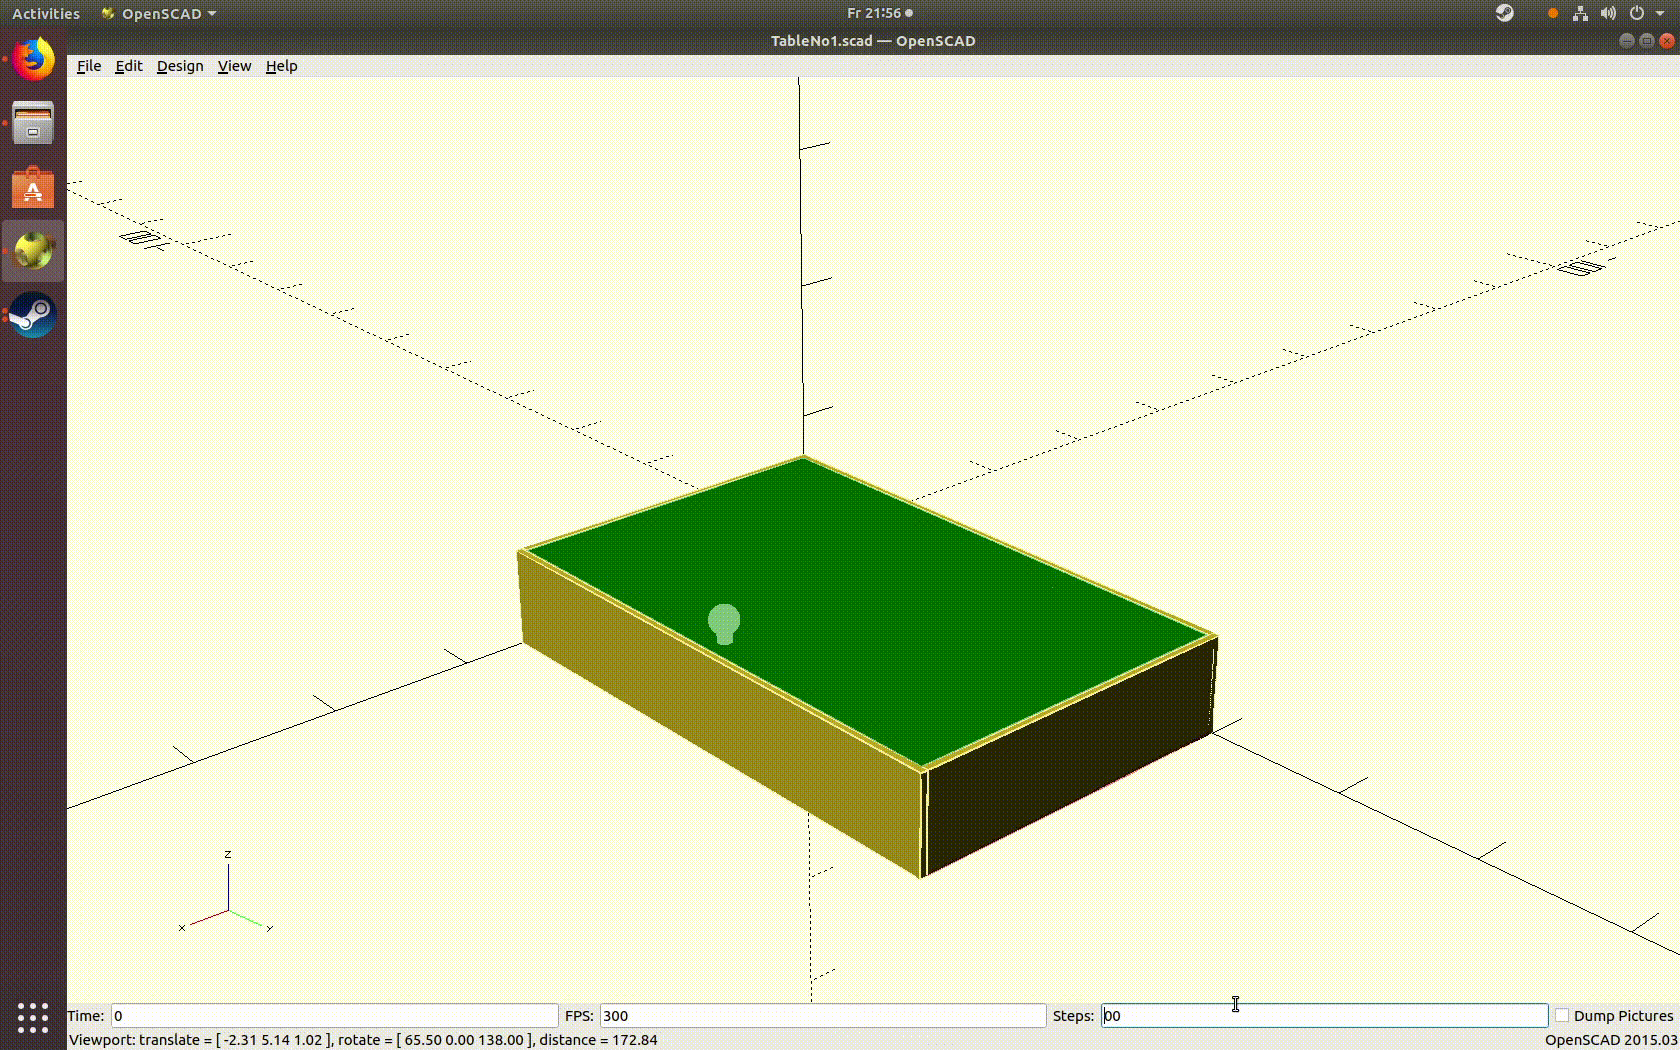 Activities OpenSCAD Fr 21:56
TableNo1.scad — OpenSCAD
File Edit Design View Help
10
10
z
x
y
Time: 0 FPS: 300 Steps: 00 Dump Pictures
Viewport: translate = [ -2.31 5.14 1.02 ], rotate = [ 65.50 0.00 138.00 ], distance = 172.84 OpenSCAD 2015.03